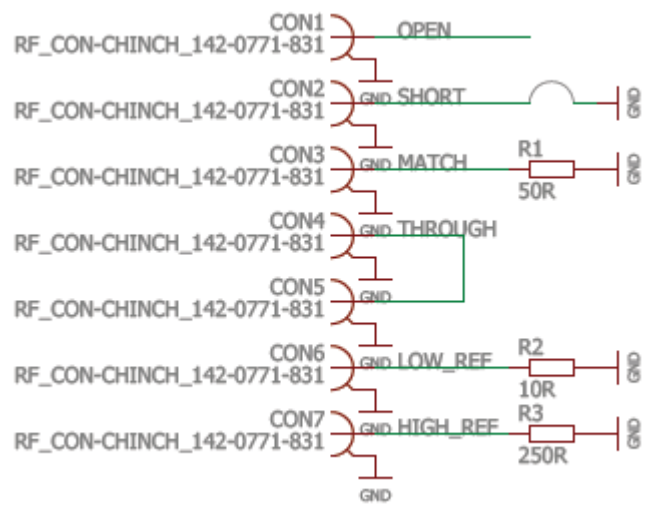 CON1
RF_CON-CHINCH_142-0771-831
OPEN
CON2
RF_CON-CHINCH_142-0771-831
GND
SHORT
GND
CON3
RF_CON-CHINCH_142-0771-831
GND
MATCH
R1
50R
GND
CON4
RF_CON-CHINCH_142-0771-831
GND
THROUGH
CON5
RF_CON-CHINCH_142-0771-831
GND
CON6
RF_CON-CHINCH_142-0771-831
GND
LOW_REF
R2
10R
GND
CON7
RF_CON-CHINCH_142-0771-831
GND
HIGH_REF
R3
250R
GND
GND